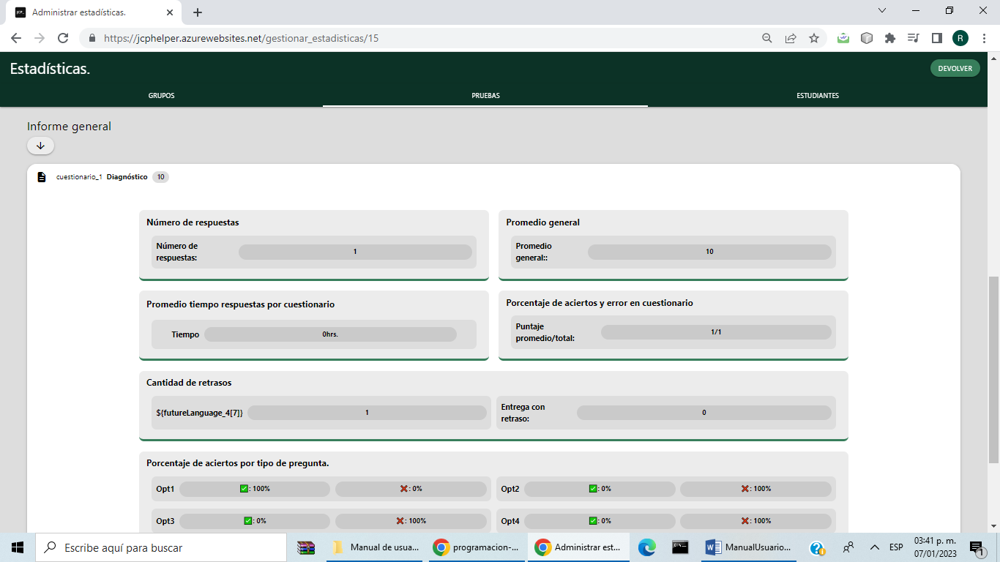 Administrar estadísticas.
https://jcphelper.azurewebsites.net/gestionar_estadisticas/15
R
Estadísticas.
DEVOLVER
GRUPOS
PRUEBAS
ESTUDIANTES
Informe general
cuestionario_1 Diagnóstico 10
Número de respuestas
Número de
respuestas:
1
Promedio general
Promedio
general::
10
Promedio tiempo respuestas por cuestionario
Tiempo
0hrs.
Porcentaje de aciertos y error en cuestionario
Puntaje
promedio/total:
1/1
Cantidad de retrasos
${futureLanguage_4[7]}
1
Entrega con
retraso:
0
Porcentaje de aciertos por tipo de pregunta.
Opt1 ✅: 100% ❌: 0%
Opt2 ✅: 0% ❌: 100%
Opt3 ✅: 0% ❌: 100%
Opt4 ✅: 0% ❌: 100%
Escribe aquí para buscar
Manual de usua...
programacion-...
Administrar est...
ManualUsuario...
ESP
03:41 p. m.
07/01/2023
1